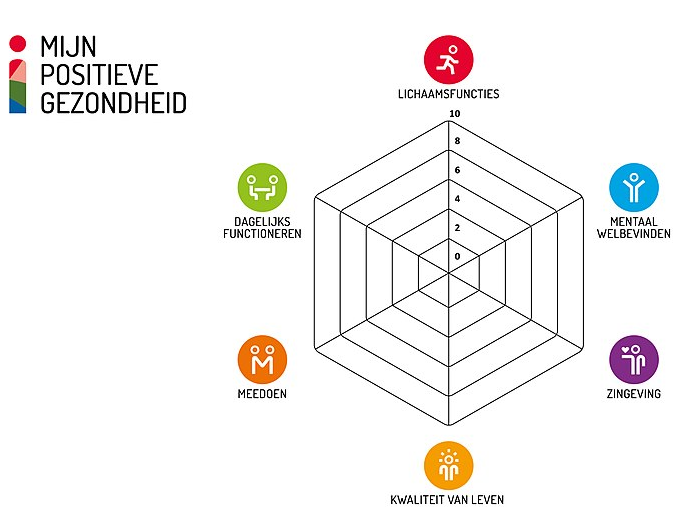 MIJN
POSITIEVE
GEZONDHEID
LICHAAMSFUNCTIES
10
8
6
4
2
0
DAGELIJKS
FUNCTIONEREN
MENTAAL
WELBEVINDEN
MEEDOEN
ZINGEVING
KWALITEIT VAN LEVEN